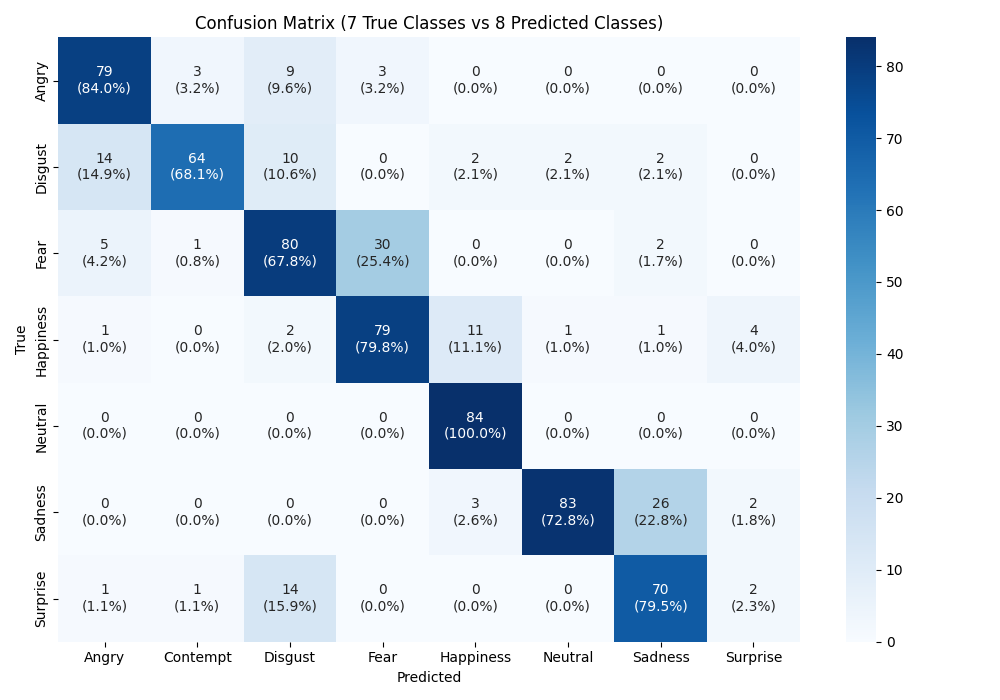 Confusion Matrix (7 True Classes vs 8 Predicted Classes)
Angry 79 3 9 3 0 0 0 0 80
(84.0%) (3.2%) (9.6%) (3.2%) (0.0%) (0.0%) (0.0%) (0.0%)
70
Disgust 14 64 10 0 2 2 2 0
(14.9%) (68.1%) (10.6%) (0.0%) (2.1%) (2.1%) (2.1%) (0.0%)
60
Fear 5 1 80 30 0 0 2 0 50
(4.2%) (0.8%) (67.8%) (25.4%) (0.0%) (0.0%) (1.7%) (0.0%)
True
Happiness 1 0 2 79 11 1 1 4 40
(1.0%) (0.0%) (2.0%) (79.8%) (11.1%) (1.0%) (1.0%) (4.0%)
30
Neutral 0 0 0 0 84 0 0 0
(0.0%) (0.0%) (0.0%) (0.0%) (100.0%) (0.0%) (0.0%) (0.0%)
20
Sadness 0 0 0 0 3 83 26 2
(0.0%) (0.0%) (0.0%) (0.0%) (2.6%) (72.8%) (22.8%) (1.8%)
10
Surprise 1 1 14 0 0 0 70 2
(1.1%) (1.1%) (15.9%) (0.0%) (0.0%) (0.0%) (79.5%) (2.3%)
0
Angry Contempt Disgust Fear Happiness Neutral Sadness Surprise
Predicted